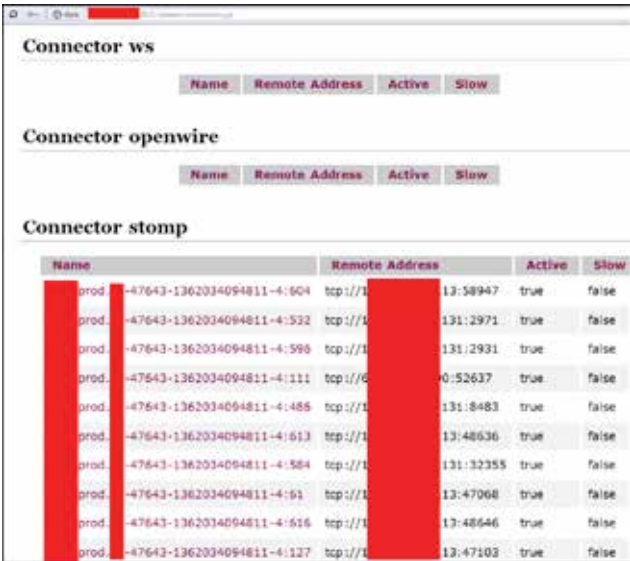 Connector ws
Name Remote Address Active Slow
Connector openwire
Name Remote Address Active Slow
Connector stomp
Name Remote Address Active Slow
prod. -47643-1362034094811-4:604 tcp://1 .13:58947 true false
prod. -47643-1362034094811-4:532 tcp://1 131:2971 true false
prod. -47643-1362034094811-4:596 tcp://1 131:2931 true false
prod. -47643-1362034094811-4:111 tcp://6 0:52637 true false
prod. -47643-1362034094811-4:486 tcp://1 131:8483 true false
prod. -47643-1362034094811-4:613 tcp://1 13:48636 true false
prod. -47643-1362034094811-4:584 tcp://1 131:32355 true false
prod. -47643-1362034094811-4:61 tcp://1 13:47068 true false
prod. -47643-1362034094811-4:616 tcp://1 13:48646 true false
prod. -47643-1362034094811-4:127 tcp://1 13:47103 true false